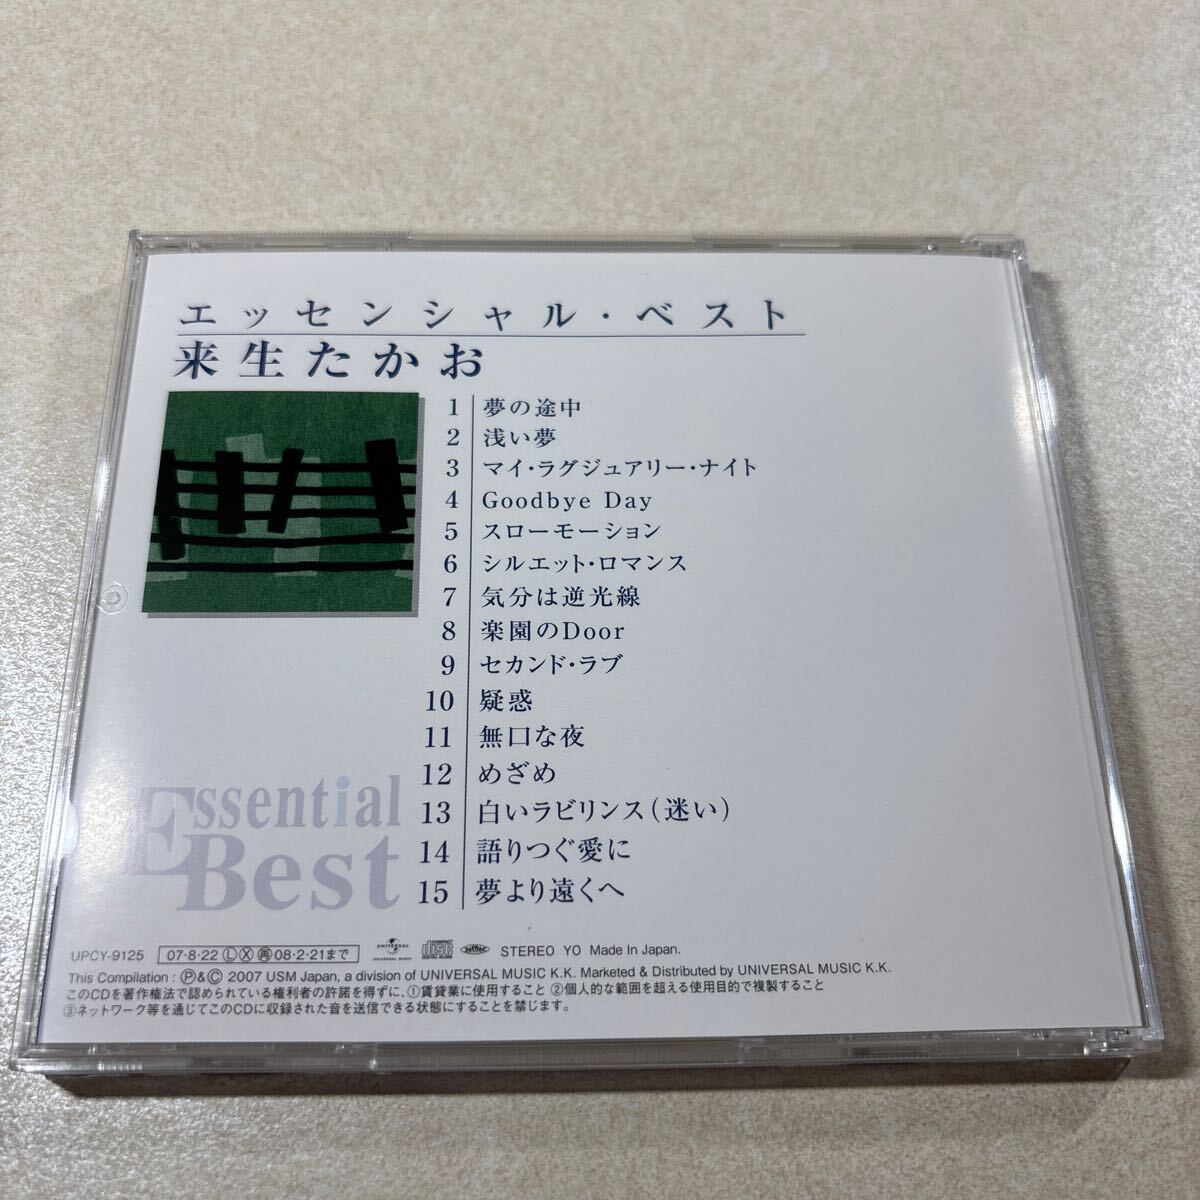 エッセンシャル・ベスト
来生たかお
1 夢の途中
2 浅い夢
3 マイ・ラグジュアリー・ナイト
4 Goodbye Day
5 スローモーション
6 シルエット・ロマンス
7 気分は逆光線
8 楽園のDoor
9 セカンド・ラブ
10 疑惑
11 無口な夜
12 めざめ
13 白いラビリンス(迷い)
14 語りつぐ愛に
15 夢より遠くへ
Essential
Best
UPCY-9125 07・8・22 Ⓛ Ⓧ ㊢ 08・2・21まで UNIVERSAL UNIVERSAL MUSIC COMPACT disc STEREO YO Made In Japan.
This Compilation : Ⓟ&Ⓒ 2007 USM Japan, a division of UNIVERSAL MUSIC K.K. Marketed & Distributed by UNIVERSAL MUSIC K.K.
このCDを著作権法で認められている権利者の許諾を得ずに、①賃貸業に使用すること ②個人的な範囲を超える使用目的で複製すること
③ネットワーク等を通じてこのCDに収録された音を送信できる状態にすることを禁じます。